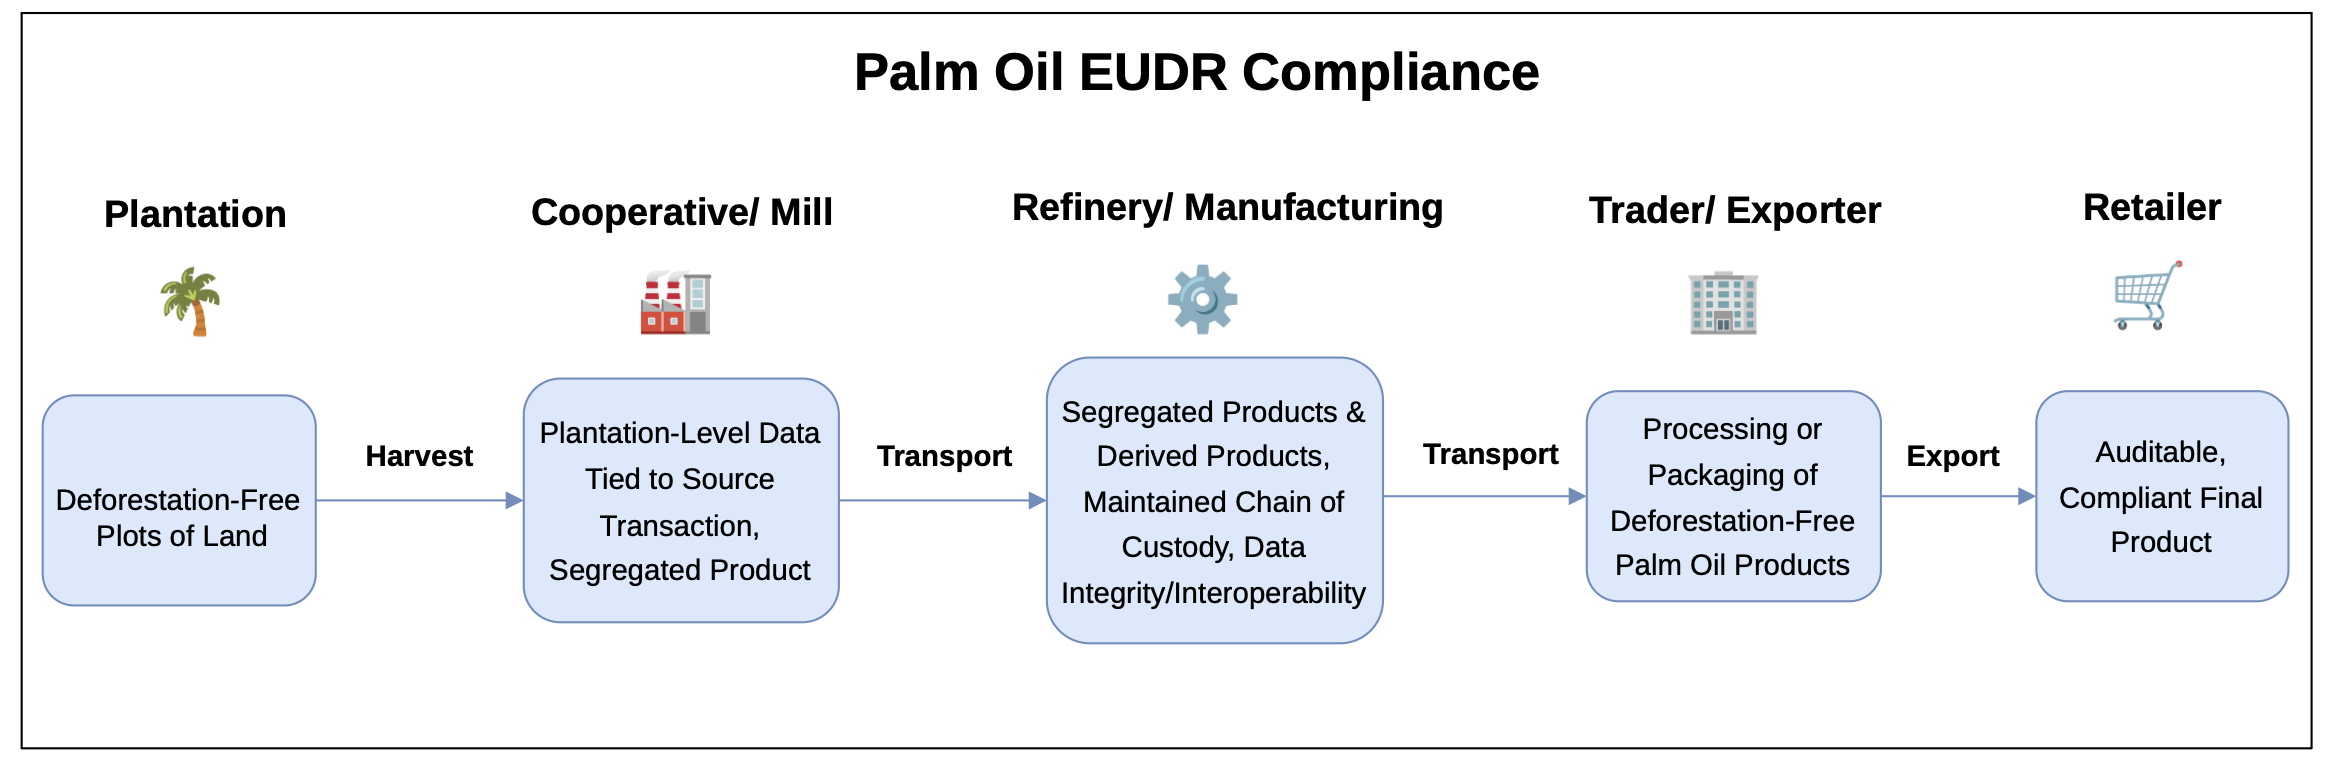 Palm Oil EUDR Compliance
Plantation
Cooperative/ Mill
Refinery/ Manufacturing
Trader/ Exporter
Retailer
Deforestation-Free
Plots of Land
Harvest
Plantation-Level Data
Tied to Source
Transaction,
Segregated Product
Transport
Segregated Products &
Derived Products,
Maintained Chain of
Custody, Data
Integrity/Interoperability
Transport
Processing or
Packaging of
Deforestation-Free
Palm Oil Products
Export
Auditable,
Compliant Final
Product